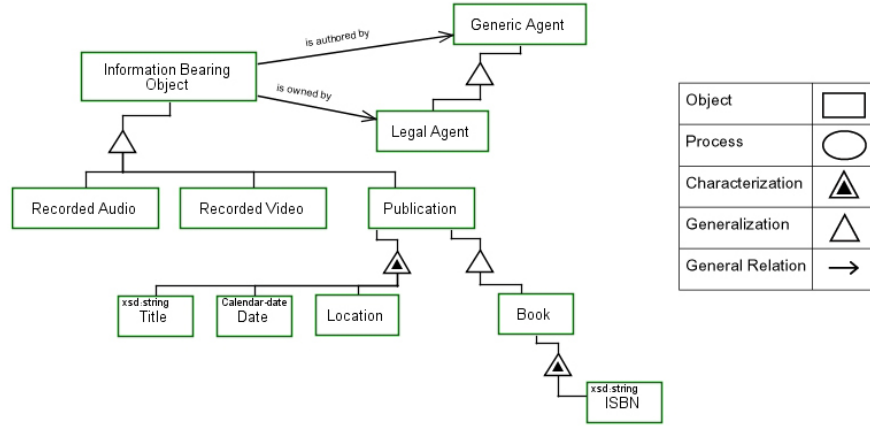 Generic Agent
is authored by
Information Bearing
Object
is owned by
Legal Agent
Recorded Audio
Recorded Video
Publication
xsd:string
Title
Calendar-date
Date
Location
Book
xsd:string
ISBN
Object
Process
Characterization
Generalization
General Relation